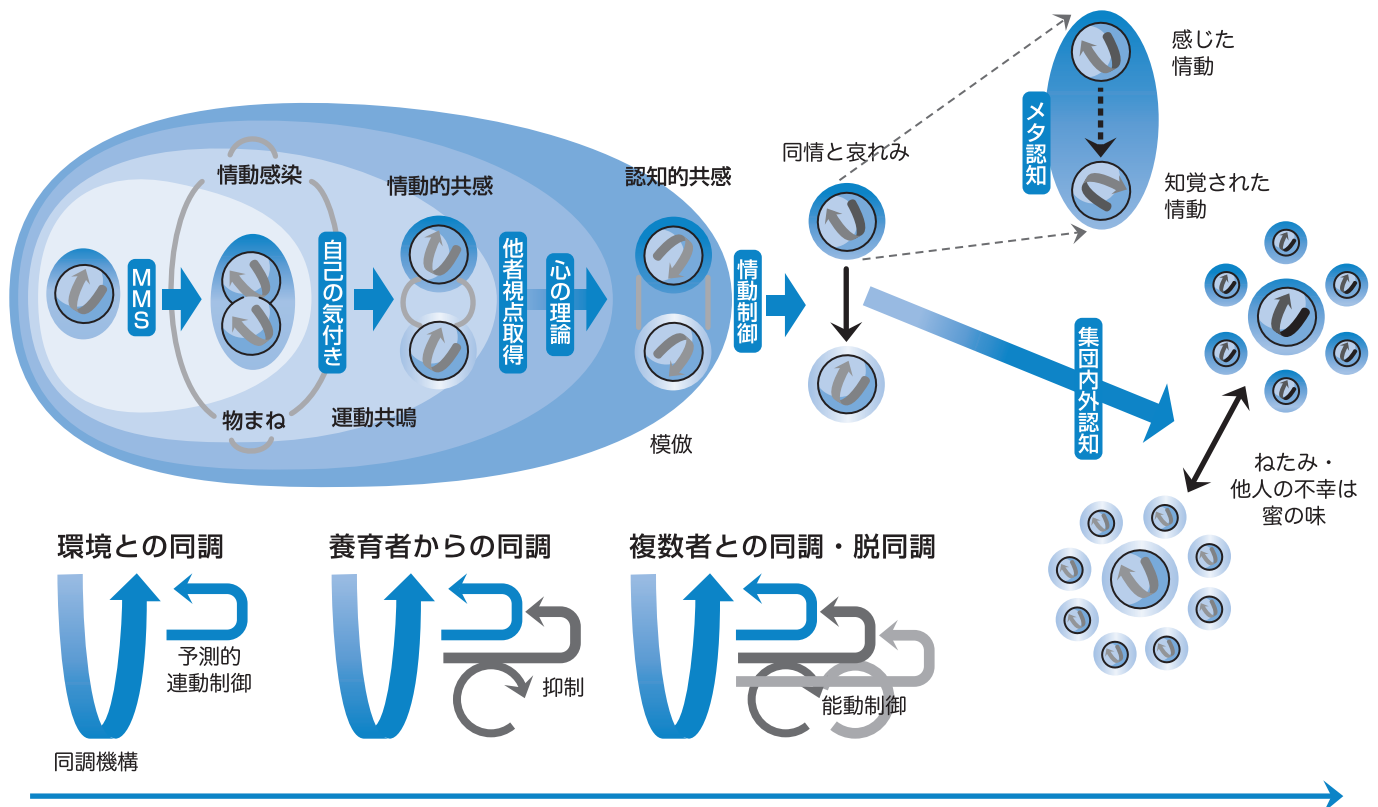 感じた
情動
メタ認知
同情と哀れみ
情動感染
情動的共感
認知的共感
知覚された
情動
MMS
自己の気付き
他者視点取得
心の理論
情動制御
物まね
運動共鳴
模倣
集団内外認知
ねたみ・
他人の不幸は
蜜の味
環境との同調
養育者からの同調
複数者との同調・脱同調
予測的
運動制御
抑制
能動制御
同調機構